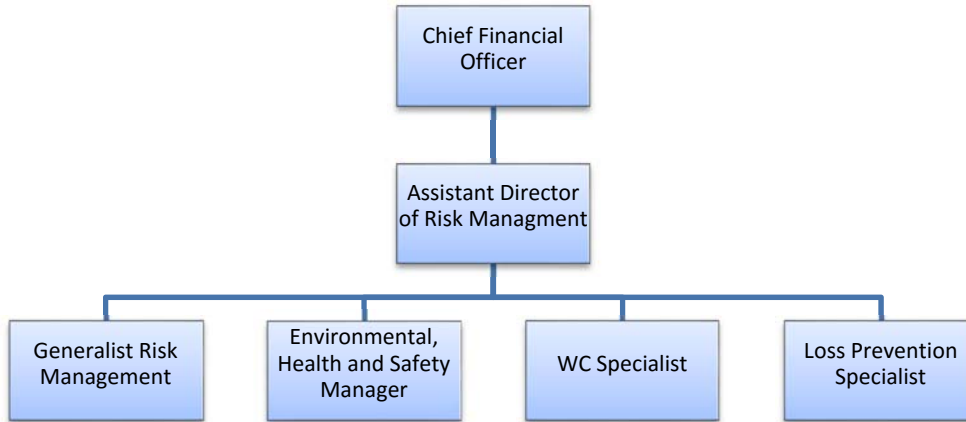 Chief Financial
Officer
Assistant Director
of Risk Managment
Generalist Risk
Management
Environmental,
Health and Safety
Manager
WC Specialist
Loss Prevention
Specialist